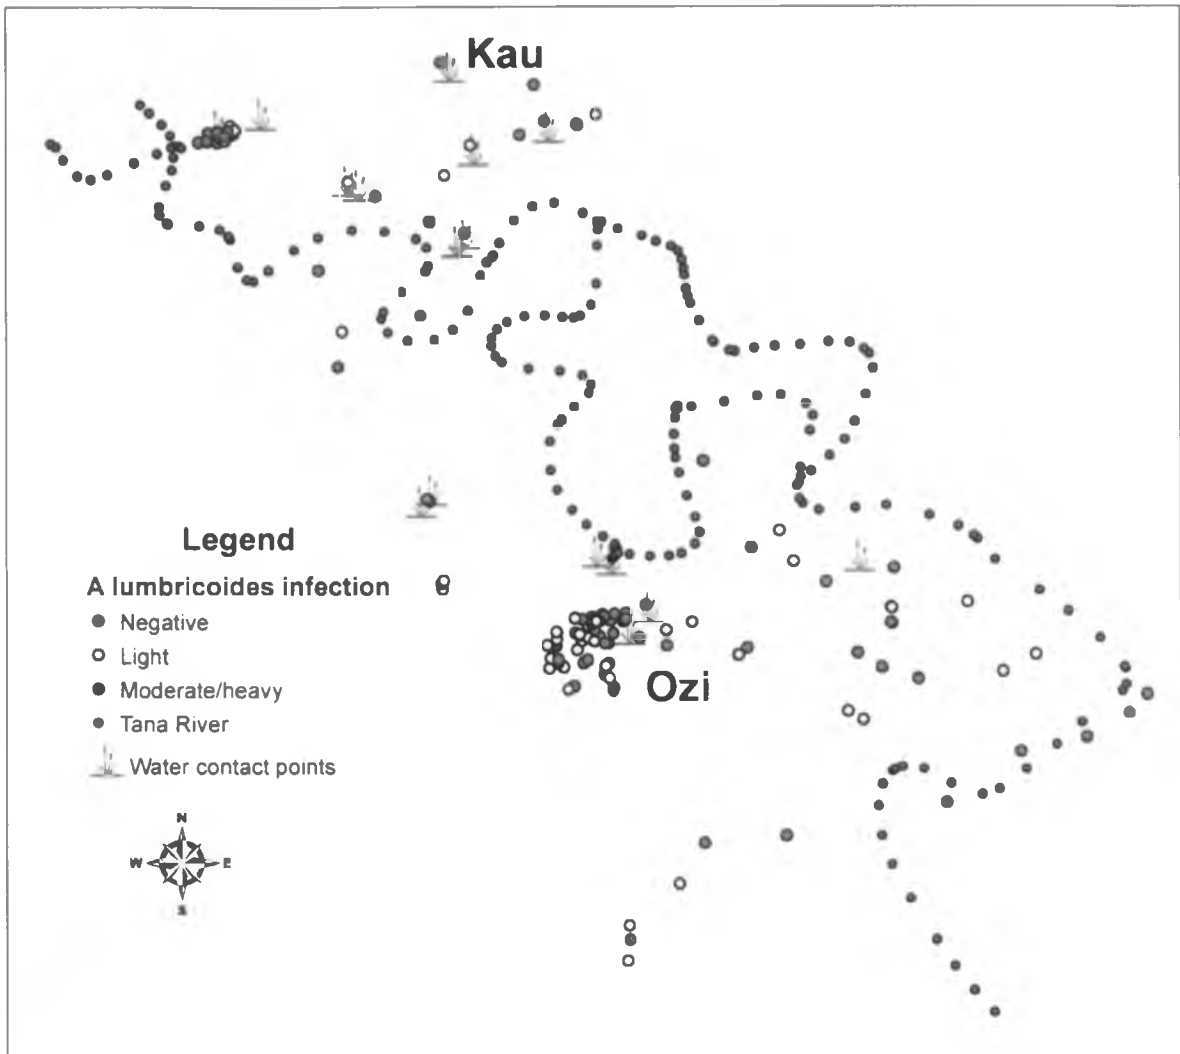 Kau
Legend
A lumbricoides infection
Negative
Light
Moderate/heavy
Tana River
Water contact points
Ozi
N
W E
S